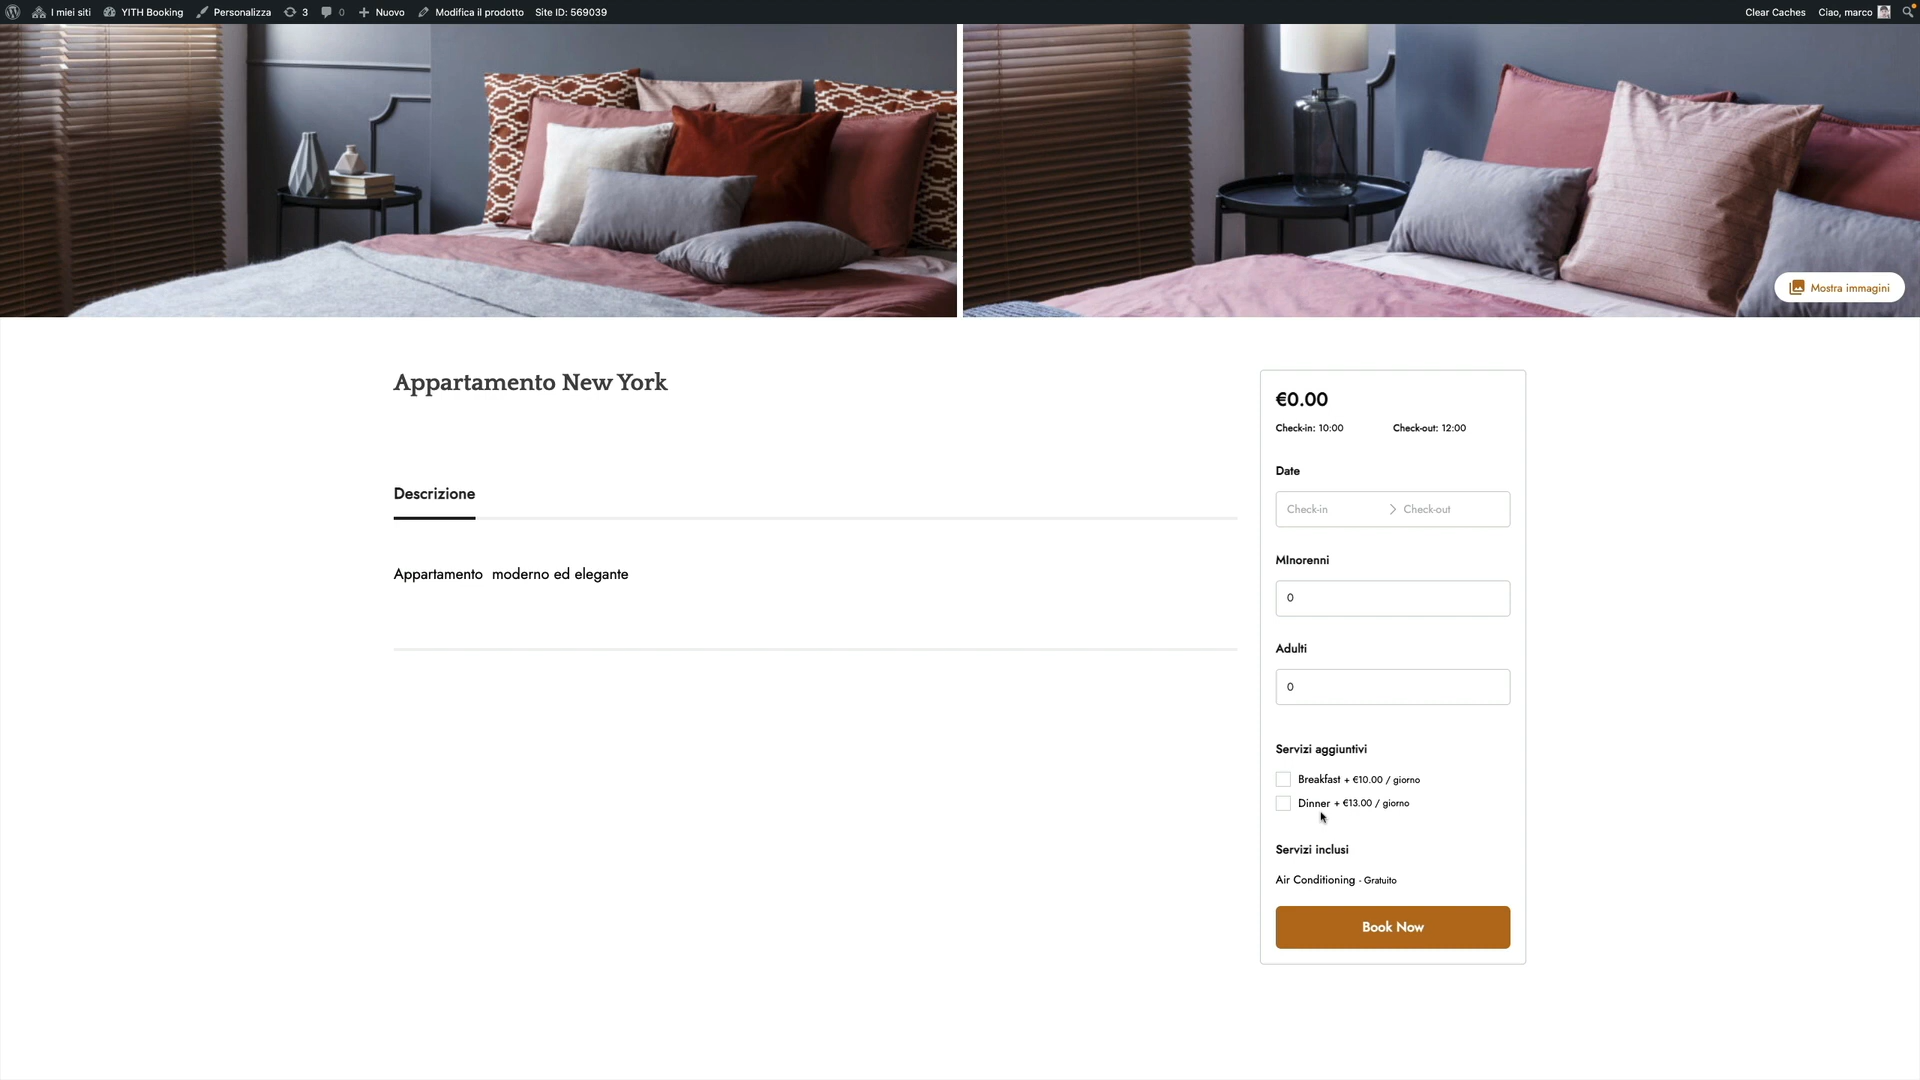 I miei siti YITH Booking Personalizza 3 0 Nuovo Modifica il prodotto Site ID: 569039 Clear Caches Ciao, marco
Mostra immagini
Appartamento New York
Descrizione
Appartamento moderno ed elegante
€0.00
Check-in: 10:00 Check-out: 12:00
Date
Check-in Check-out
MInorenni
0
Adulti
0
Servizi aggiuntivi
Breakfast + €10.00 / giorno
Dinner + €13.00 / giorno
Servizi inclusi
Air Conditioning - Gratuito
Book Now